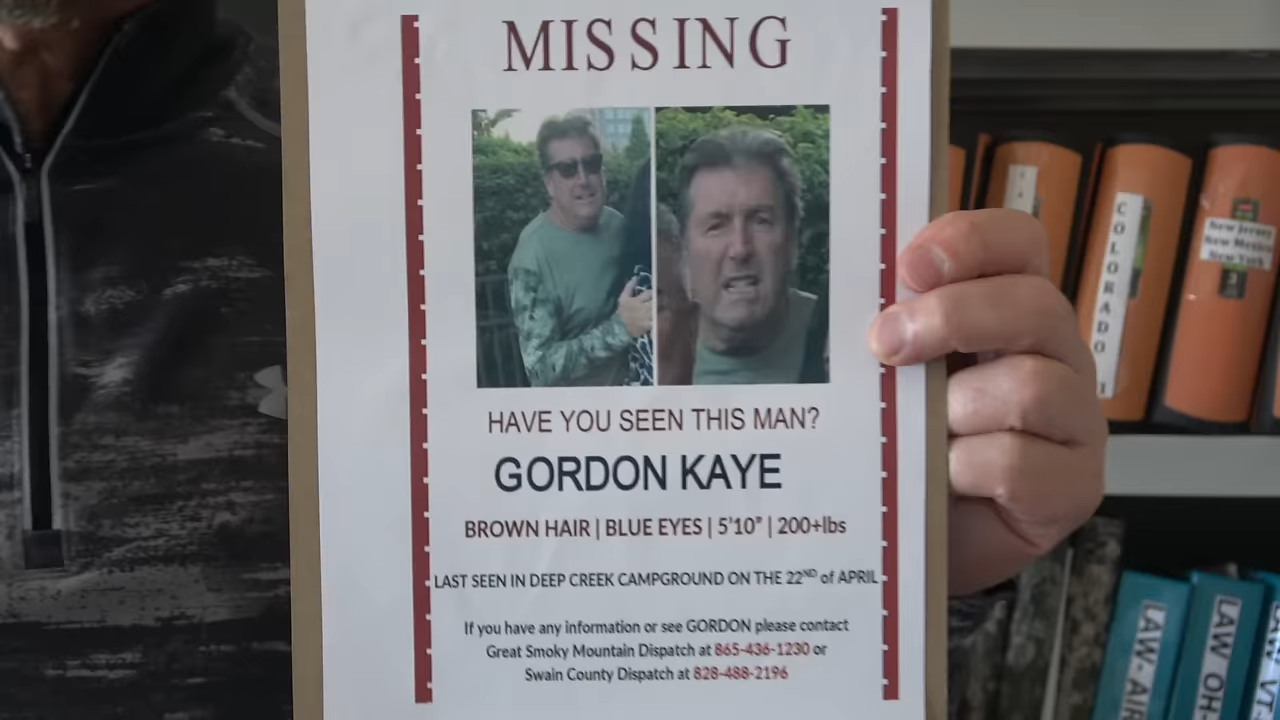 MISSING
HAVE YOU SEEN THIS MAN?
GORDON KAYE
BROWN HAIR | BLUE EYES | 5'10" | 200+lbs
LAST SEEN IN DEEP CREEK CAMPGROUND ON THE 22ND of APRIL
If you have any information or see GORDON please contact
Great Smoky Mountain Dispatch at 865-436-1230 or
Swain County Dispatch at 828-488-2196
COLORADO
New Jersey
New Mexico
New York
LAW-
LAW OH-